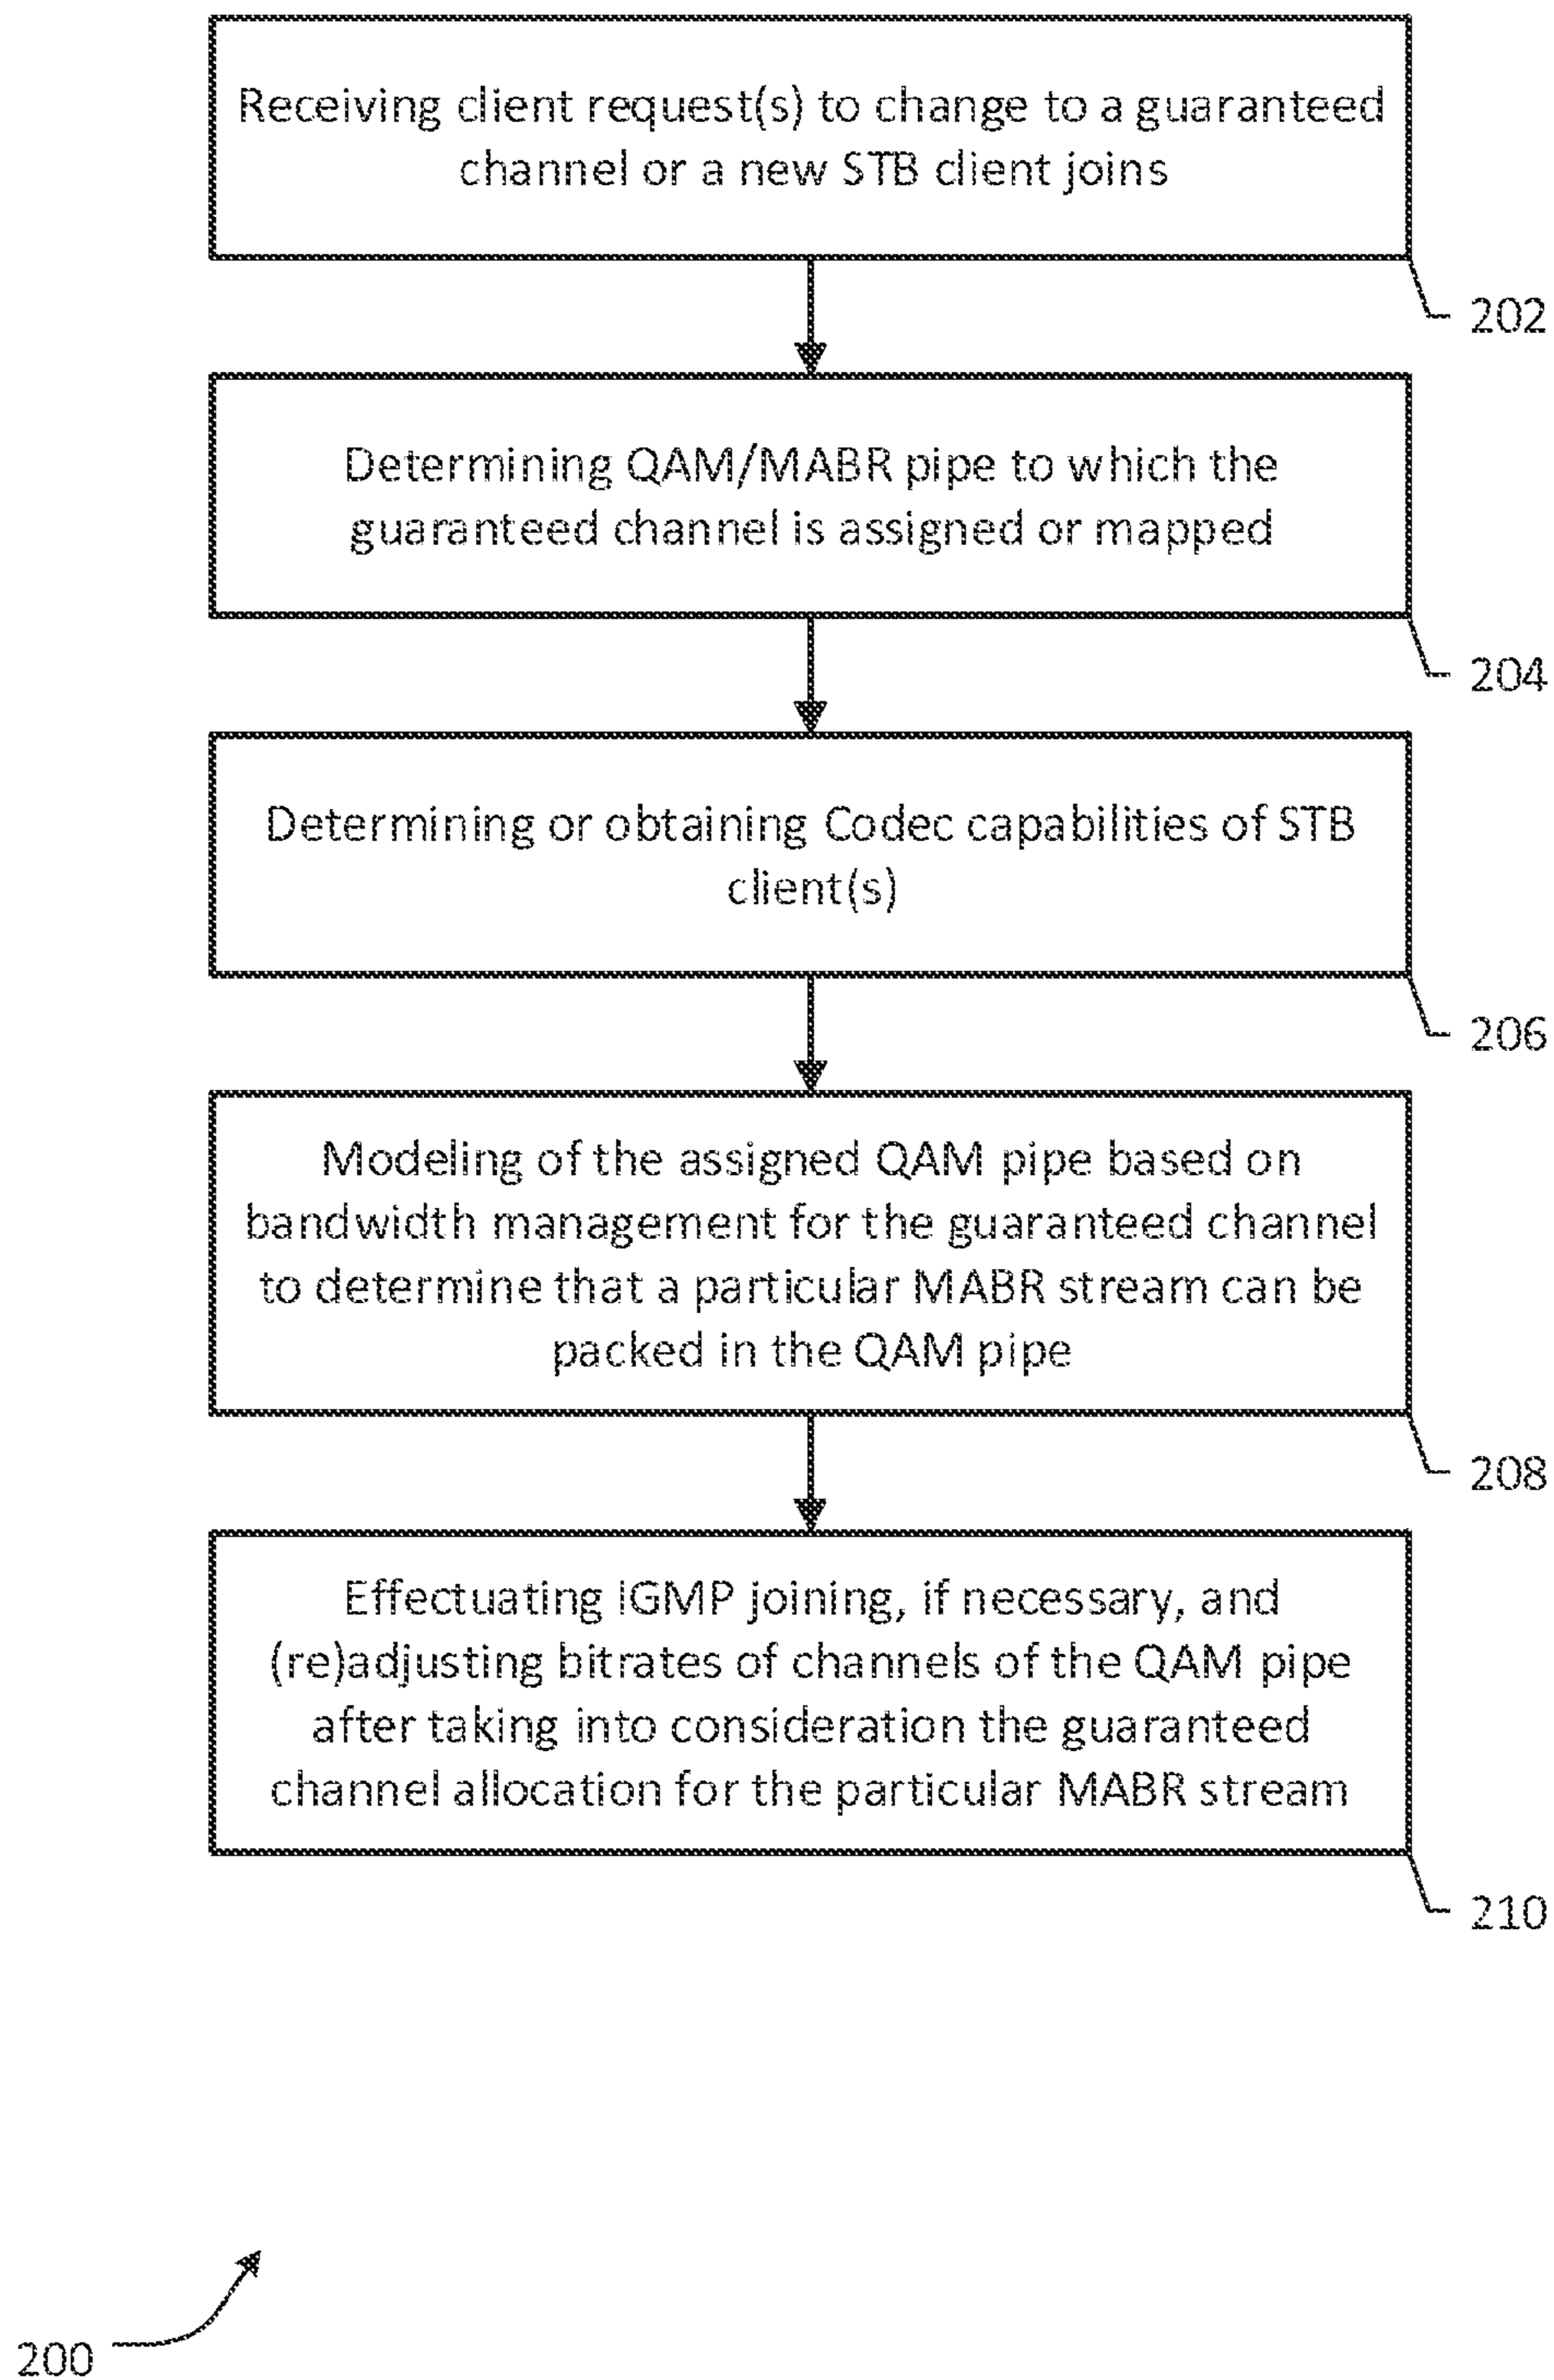 Receiving client request(s) to change to a guaranteed
channel or a new STB client joins
202
Determining QAM/MABR pipe to which the
guaranteed channel is assigned or mapped
204
Determining or obtaining Codec capabilities of STB
client(s)
206
Modeling of the assigned QAM pipe based on
bandwidth management for the guaranteed channel
to determine that a particular MABR stream can be
packed in the QAM pipe
208
Effectuating IGMP joining, if necessary, and
(re)adjusting bitrates of channels of the QAM pipe
after taking into consideration the guaranteed
channel allocation for the particular MABR stream
210
200